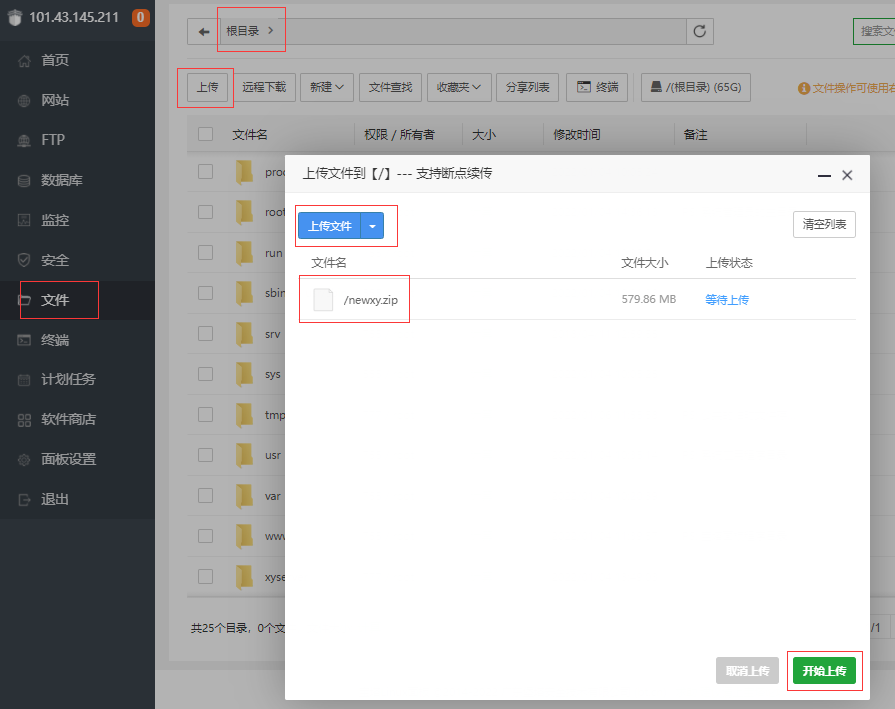 101.43.145.211 0
首页
网站
FTP
数据库
监控
安全
文件
终端
计划任务
软件商店
面板设置
退出
根目录 >
搜索文
上传 远程下载 新建 文件查找 收藏夹 分享列表 终端 /(根目录) (65G) 文件操作可使用右
文件名 权限 / 所有者 大小 修改时间 备注
proc
root
run
sbin
srv
sys
tmp
usr
var
www
xyse
共25个目录，0个文
/1
上传文件到【/】--- 支持断点续传
上传文件 清空列表
文件名 文件大小 上传状态
/newxy.zip 579.86 MB 等待上传
取消上传 开始上传